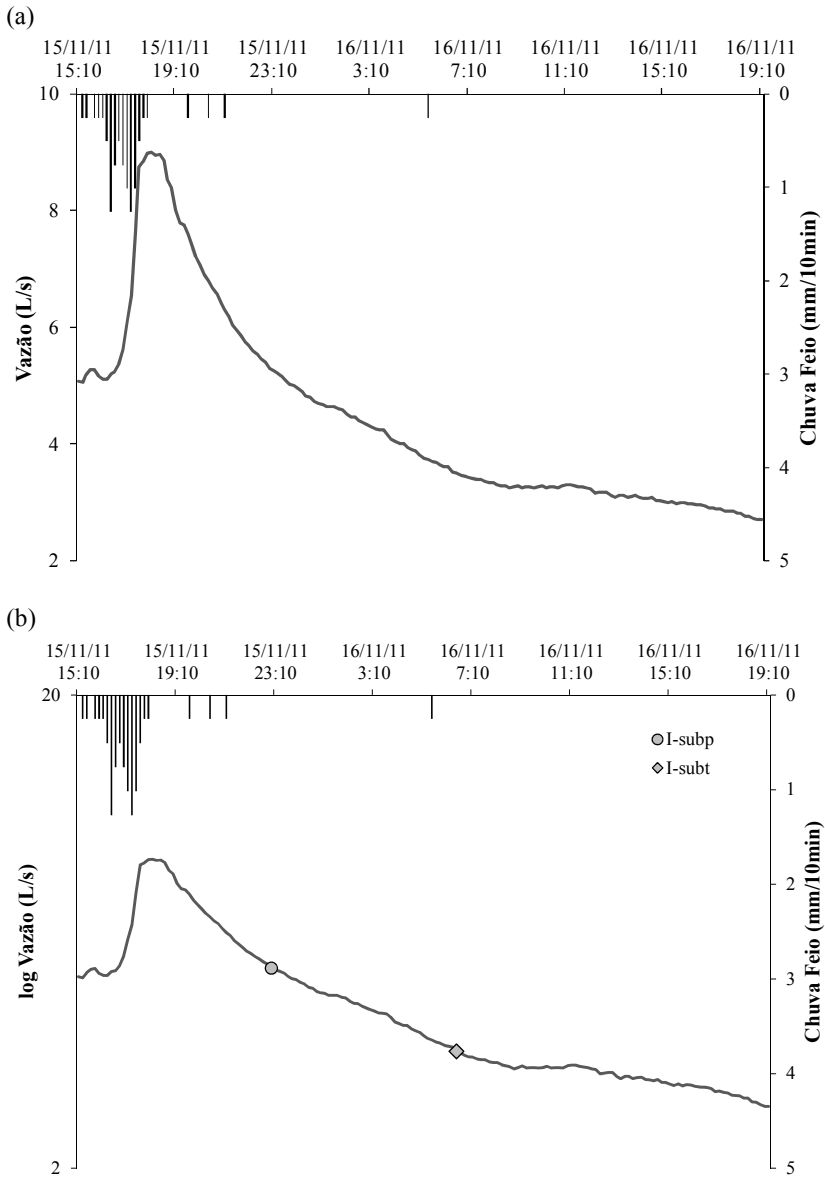 (a)
15/11/11 15/11/11 15/11/11 16/11/11 16/11/11 16/11/11 16/11/11 16/11/11
15:10 19:10 23:10 3:10 7:10 11:10 15:10 19:10
10 0
8 1
6 2
4 3
2 4
5
Vazão (L/s)
Chuva Feio (mm/10min)
(b)
15/11/11 15/11/11 15/11/11 16/11/11 16/11/11 16/11/11 16/11/11 16/11/11
15:10 19:10 23:10 3:10 7:10 11:10 15:10 19:10
20 0
I-subp
I-subt
1
2
3
4
2 5
log Vazão (L/s)
Chuva Feio (mm/10min)